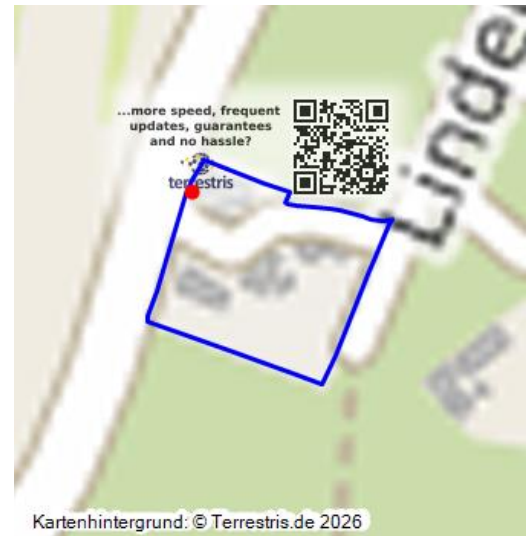 ...more speed, frequent
updates, guarantees
and no hassle?
terrestris
Linde
Kartenhintergrund: © Terrestris.de 2026